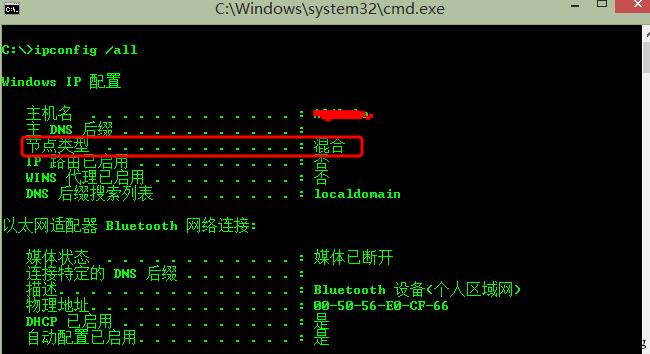 C:\Windows\system32\cmd.exe
C:\>ipconfig /all
Windows IP 配置
主机名 . . . . . . . . . . . . . :
主 DNS 后缀 . . . . . . . . . . . :
节点类型 . . . . . . . . . . . . : 混合
IP 路由已启用 . . . . . . . . . . : 否
WINS 代理已启用 . . . . . . . . . : 否
DNS 后缀搜索列表 . . . . . . . . : localdomain
以太网适配器 Bluetooth 网络连接:
媒体状态 . . . . . . . . . . . . : 媒体已断开
连接特定的 DNS 后缀 . . . . . . . :
描述. . . . . . . . . . . . . . . : Bluetooth 设备(个人区域网)
物理地址. . . . . . . . . . . . . : 00-50-56-E0-CF-66
DHCP 已启用 . . . . . . . . . . . : 是
自动配置已启用. . . . . . . . . . : 是